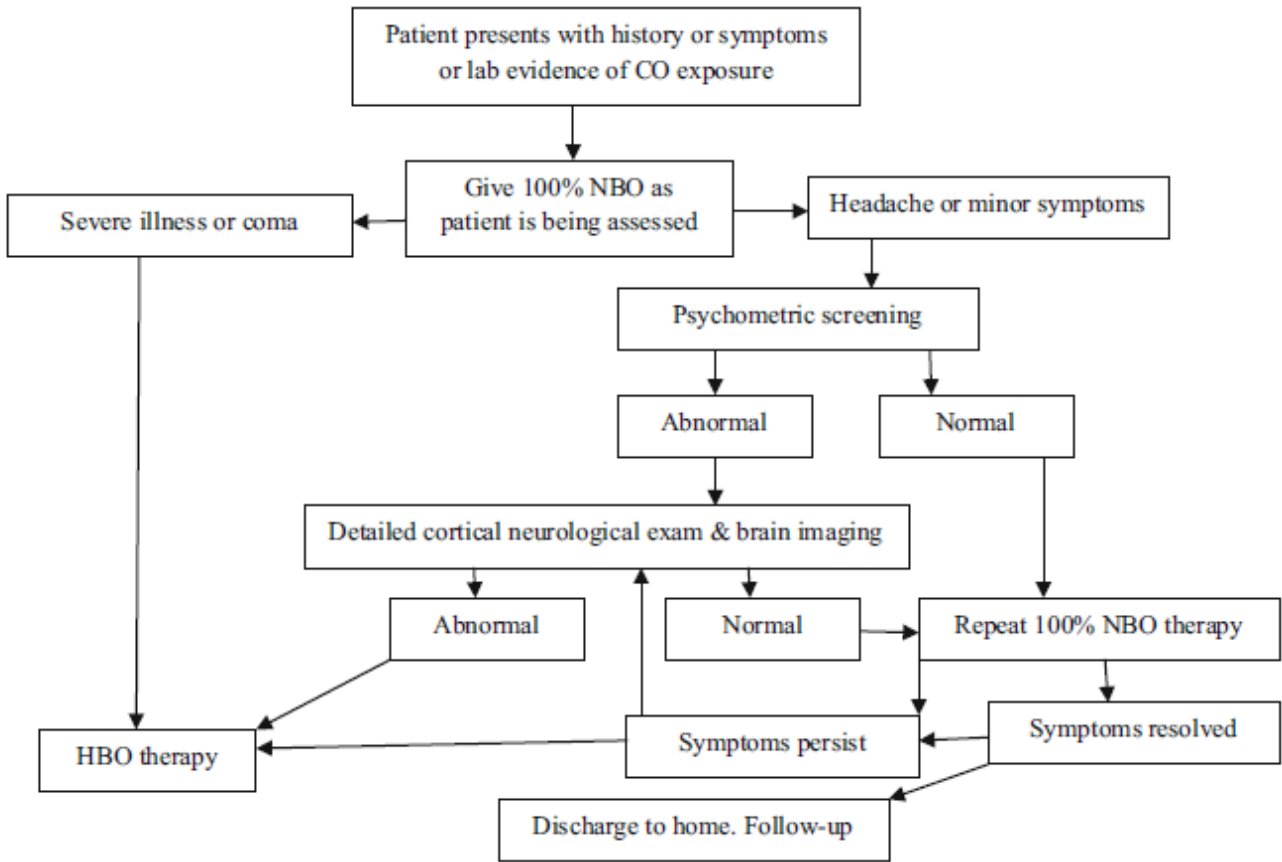 Patient presents with history or symptoms
or lab evidence of CO exposure
Give 100% NBO as
patient is being assessed
Severe illness or coma
Headache or minor symptoms
Psychometric screening
Abnormal
Normal
Detailed cortical neurological exam & brain imaging
Abnormal
Normal
Repeat 100% NBO therapy
HBO therapy
Symptoms persist
Symptoms resolved
Discharge to home. Follow-up